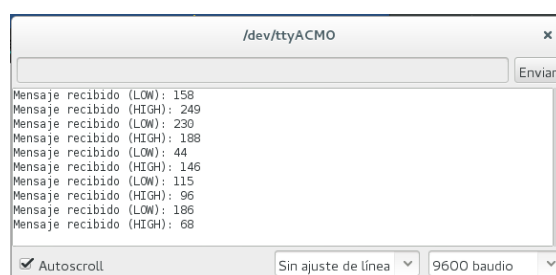 /dev/ttyACM0
Enviar
Mensaje recibido (LOW): 158
Mensaje recibido (HIGH): 249
Mensaje recibido (LOW): 230
Mensaje recibido (HIGH): 188
Mensaje recibido (LOW): 44
Mensaje recibido (HIGH): 146
Mensaje recibido (LOW): 115
Mensaje recibido (HIGH): 96
Mensaje recibido (LOW): 186
Mensaje recibido (HIGH): 68
Autoscroll Sin ajuste de línea 9600 baudio